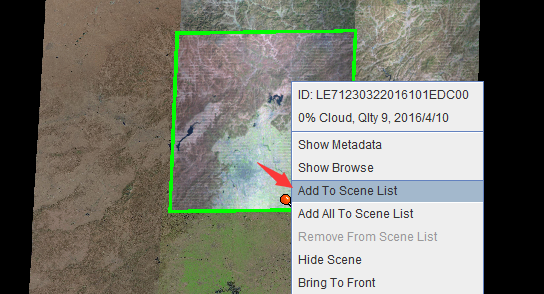 ID: LE71230322016101EDC00
0% Cloud, Qlty 9, 2016/4/10
Show Metadata
Show Browse
Add To Scene List
Add All To Scene List
Remove From Scene List
Hide Scene
Bring To Front